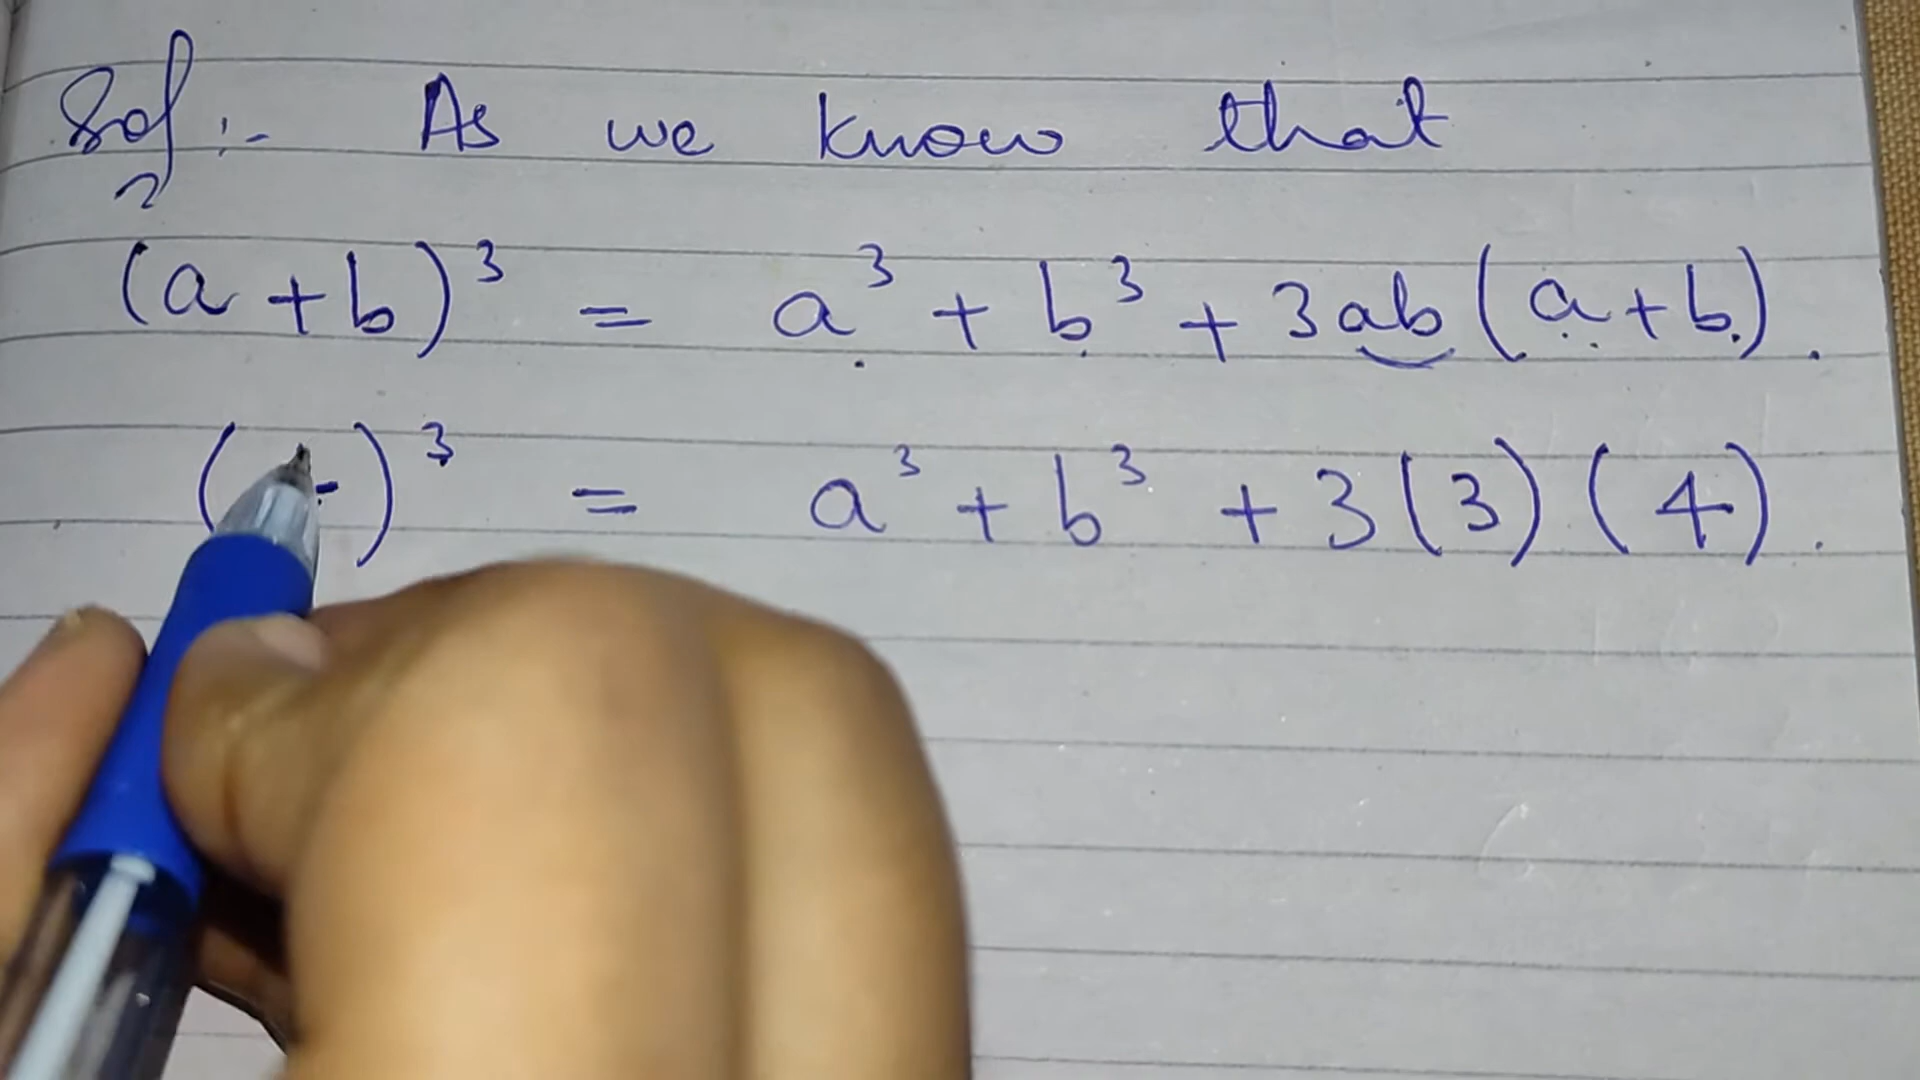 Sol :- As we know that
(a + b)³ = a³ + b³ + 3ab (a + b).
( )³ = a³ + b³ + 3 (3) (4).